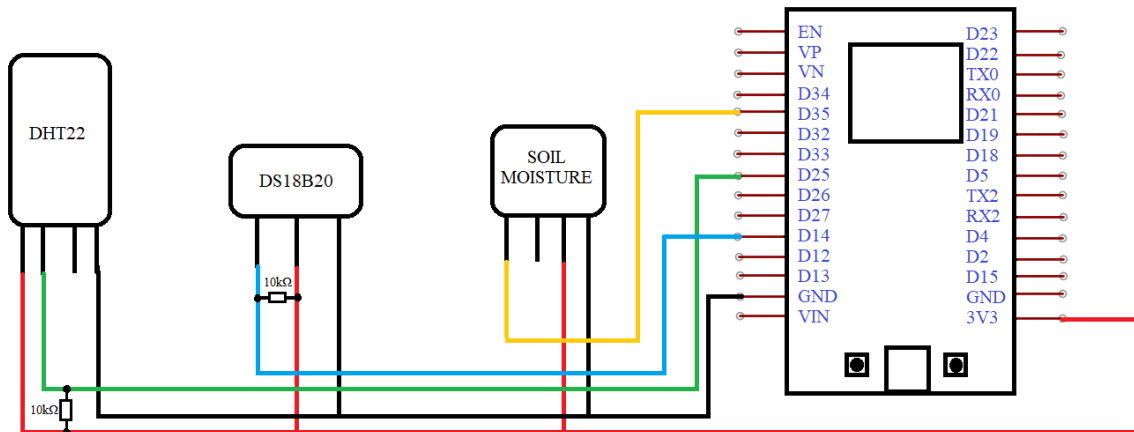 DHT22
10kΩ
DS18B20
10kΩ
SOIL
MOISTURE
EN
VP
VN
D34
D35
D32
D33
D25
D26
D27
D14
D12
D13
GND
VIN
D23
D22
TX0
RX0
D21
D19
D18
D5
TX2
RX2
D4
D2
D15
GND
3V3